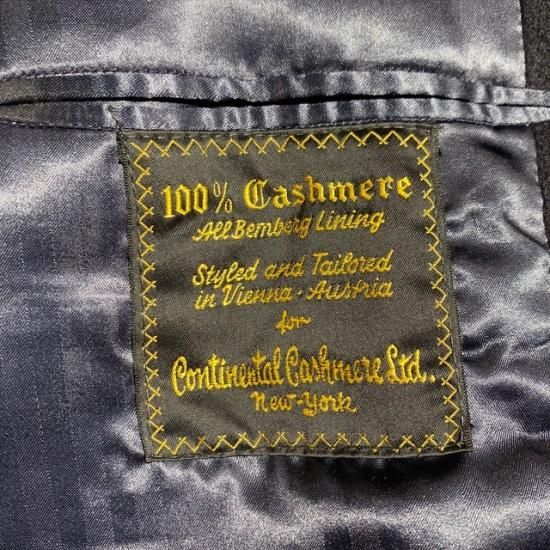 100% Cashmere
All Bemberg Lining
Styled and Tailored
in Vienna - Austria
for
Continental Cashmere Ltd.
New-York